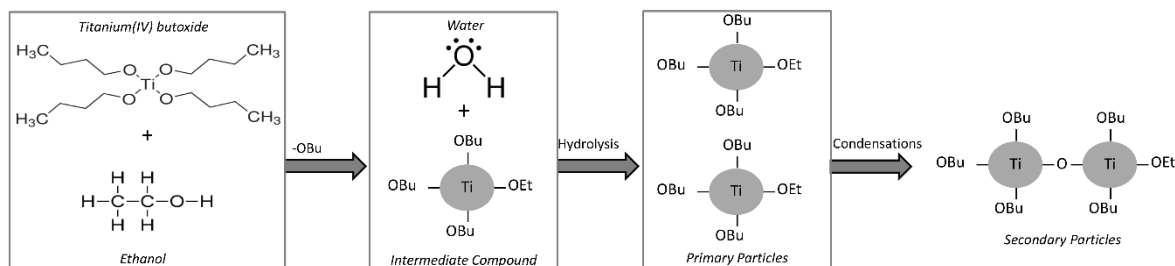 Titanium(IV) butoxide
H₃C CH₃
O O
Ti
O O
H₃C CH₃
+
H H
H–C–C–O–H
H H
Ethanol
-OBu
Water
O
H H
+
OBu
OBu Ti OEt
OBu
Intermediate Compound
Hydrolysis
OBu
OBu Ti OEt
OBu
OBu
OBu Ti OEt
OBu
Primary Particles
Condensations
OBu OBu
OBu Ti O Ti OEt
OBu OBu
Secondary Particles